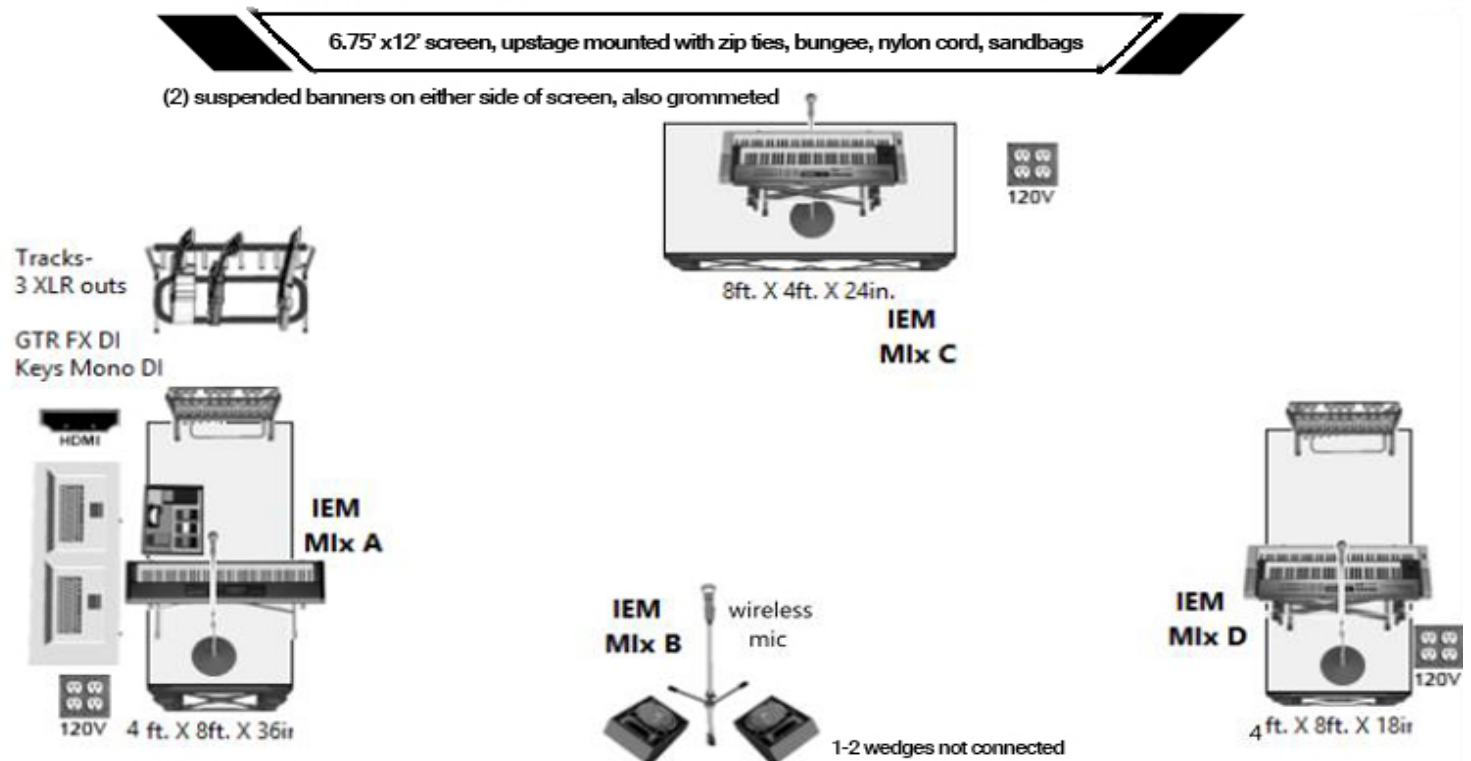 6.75' x12' screen, upstage mounted with zip ties, bungee, nylon cord, sandbags
(2) suspended banners on either side of screen, also grommeted
120V
8ft. X 4ft. X 24in.
IEM
MIx C
Tracks-
3 XLR outs
GTR FX DI
Keys Mono DI
HDMI
IEM
MIx A
120V
4 ft. X 8ft. X 36in
IEM
MIx B
wireless
mic
1-2 wedges not connected
IEM
MIx D
120V
4 ft. X 8ft. X 18in